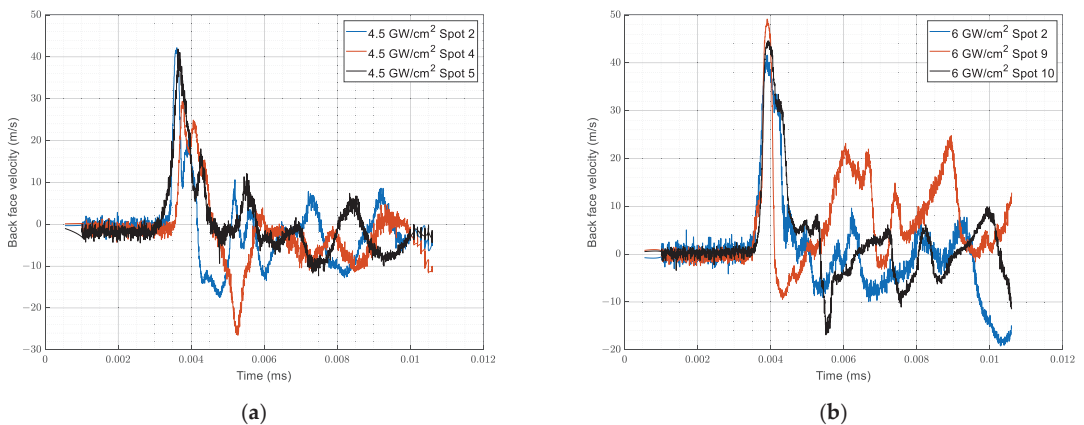 50
40
30
20
10
0
-10
-20
-30
Back face velocity (m/s)
4.5 GW/cm² Spot 2
4.5 GW/cm² Spot 4
4.5 GW/cm² Spot 5
0 0.002 0.004 0.006 0.008 0.01 0.012
Time (ms)
(a)
50
40
30
20
10
0
-10
-20
Back face velocity (m/s)
6 GW/cm² Spot 2
6 GW/cm² Spot 9
6 GW/cm² Spot 10
0 0.002 0.004 0.006 0.008 0.01 0.012
Time (ms)
(b)